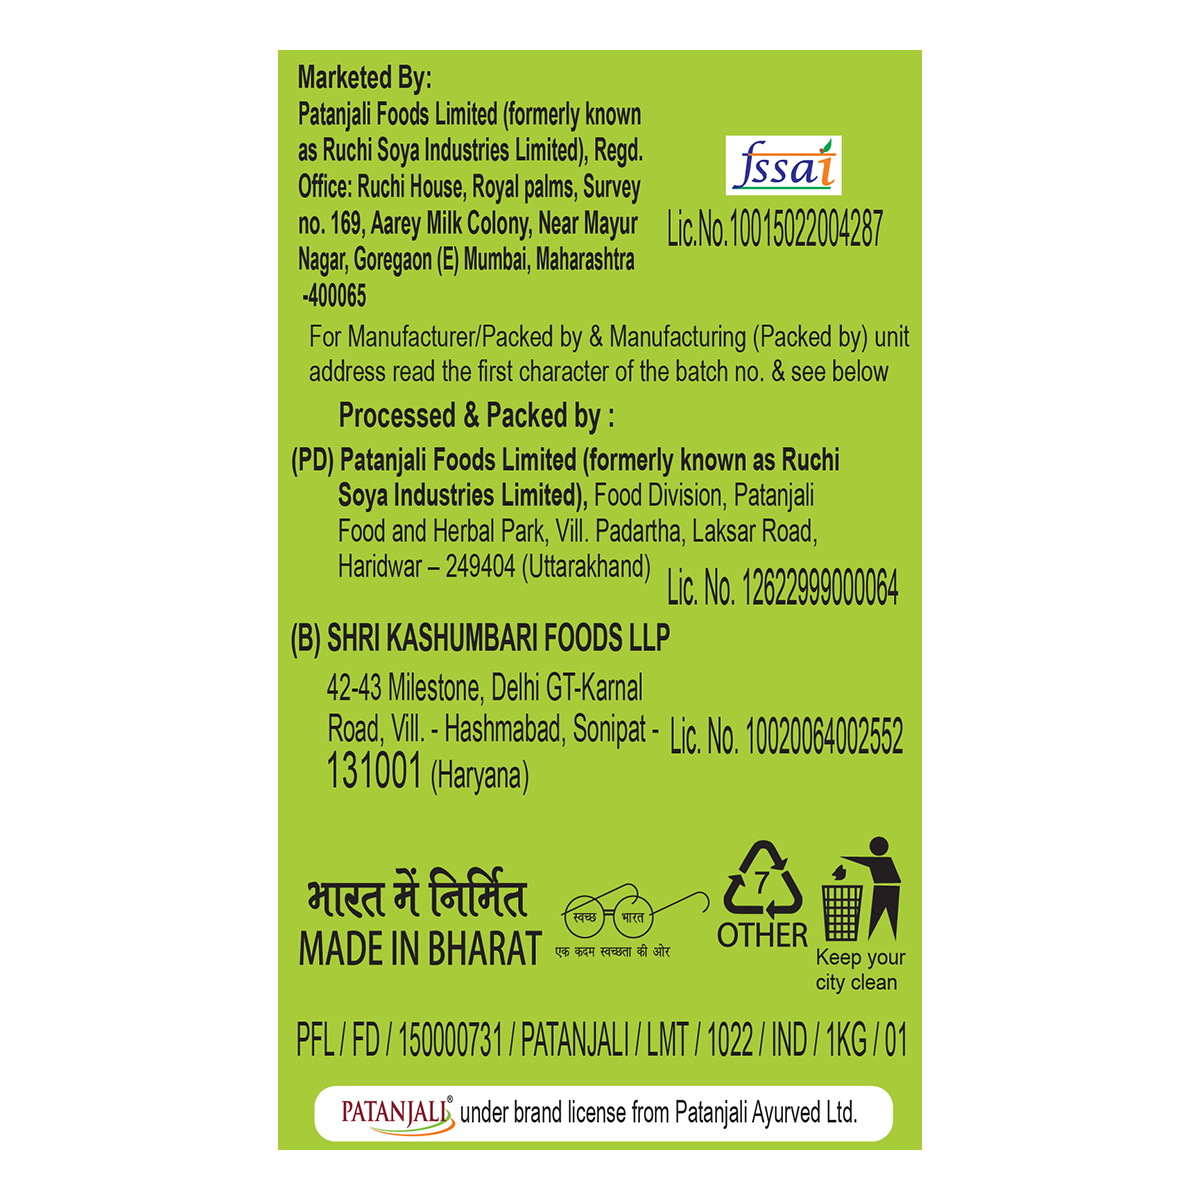 Marketed By:
Patanjali Foods Limited (formerly known
as Ruchi Soya Industries Limited), Regd.
Office: Ruchi House, Royal palms, Survey
no. 169, Aarey Milk Colony, Near Mayur
Nagar, Goregaon (E) Mumbai, Maharashtra
-400065
fssai
Lic.No.10015022004287
For Manufacturer/Packed by & Manufacturing (Packed by) unit
address read the first character of the batch no. & see below
Processed & Packed by :
(PD) Patanjali Foods Limited (formerly known as Ruchi
Soya Industries Limited), Food Division, Patanjali
Food and Herbal Park, Vill. Padartha, Laksar Road,
Haridwar – 249404 (Uttarakhand)
Lic. No. 12622999000064
(B) SHRI KASHUMBARI FOODS LLP
42-43 Milestone, Delhi GT-Karnal
Road, Vill. - Hashmabad, Sonipat -
131001 (Haryana)
Lic. No. 10020064002552
भारत में निर्मित
MADE IN BHARAT
स्वच्छ भारत
एक कदम स्वच्छता की ओर
7
OTHER
Keep your
city clean
PFL / FD / 150000731 / PATANJALI / LMT / 1022 / IND / 1KG / 01
PATANJALI® under brand license from Patanjali Ayurved Ltd.